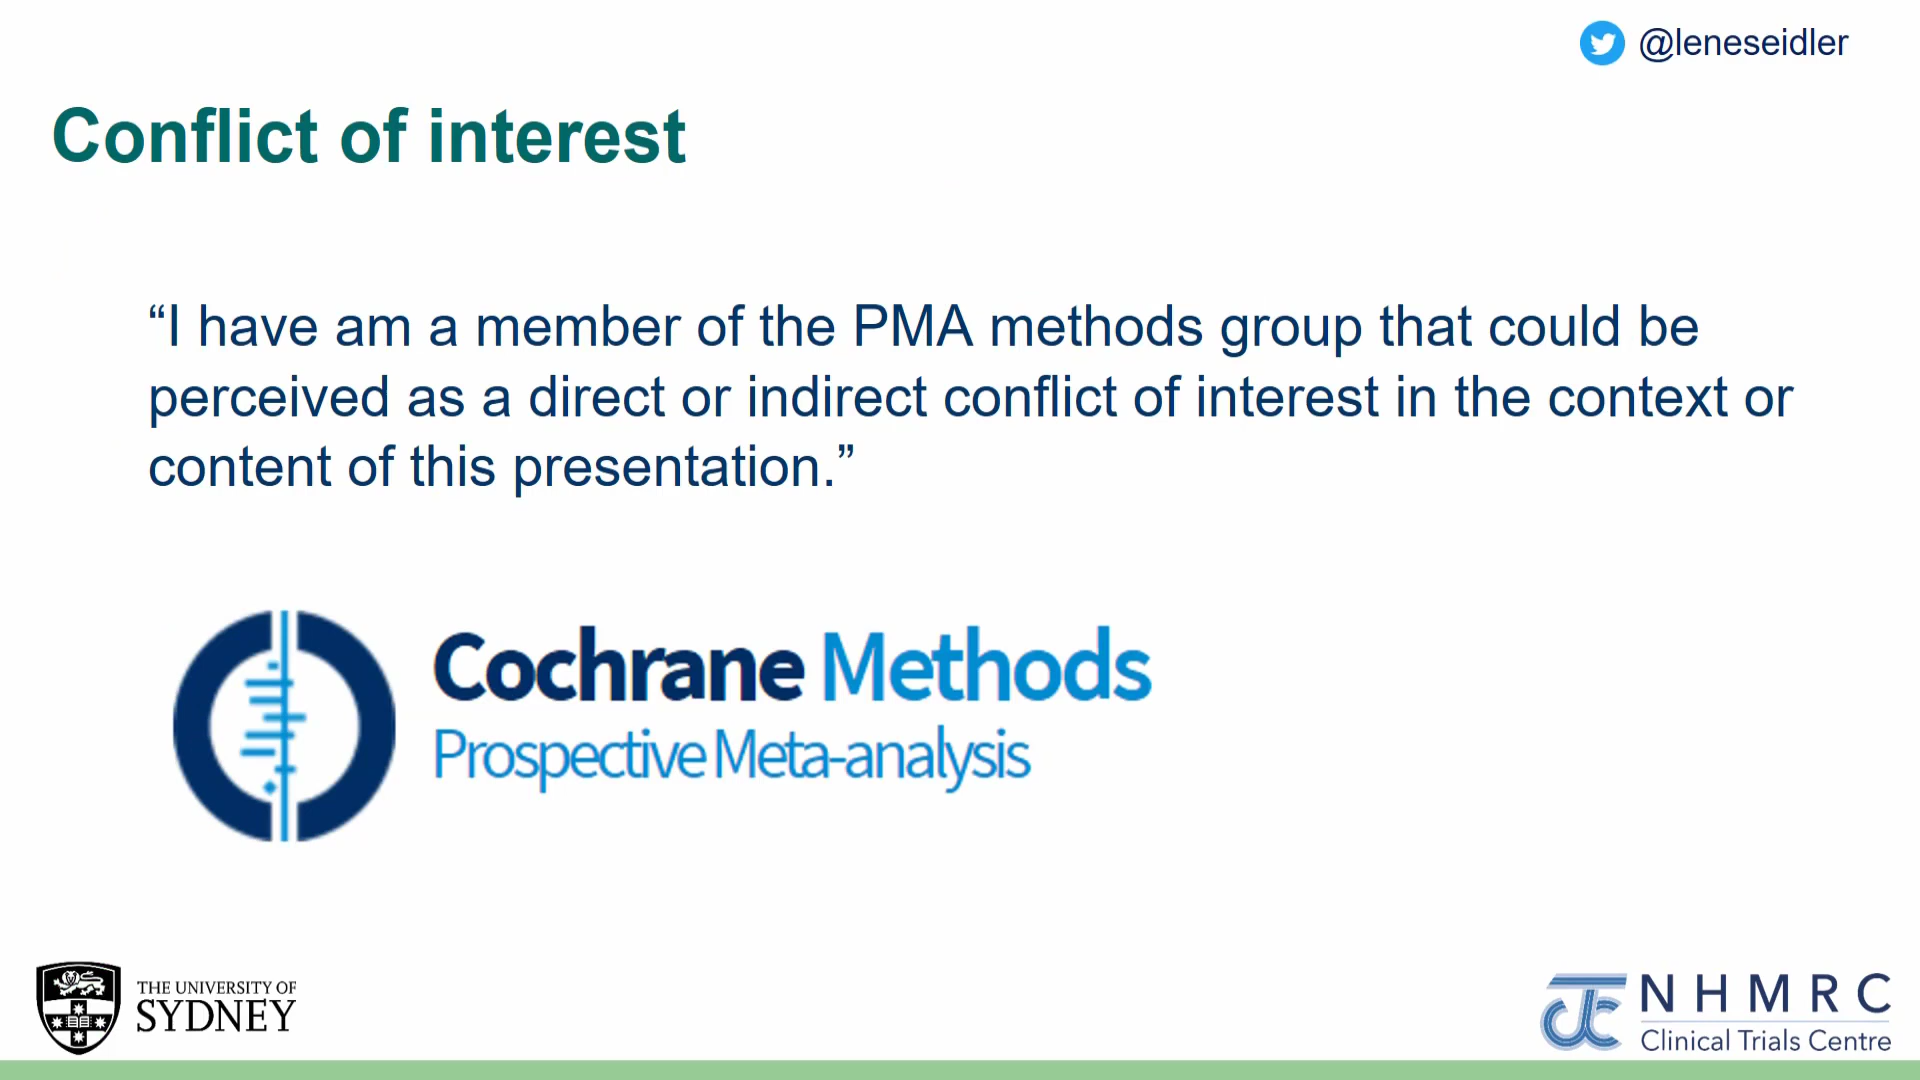 @leneseidler
Conflict of interest
“I have am a member of the PMA methods group that could be
perceived as a direct or indirect conflict of interest in the context or
content of this presentation.”
Cochrane Methods
Prospective Meta-analysis
THE UNIVERSITY OF
SYDNEY
NHMRC
Clinical Trials Centre